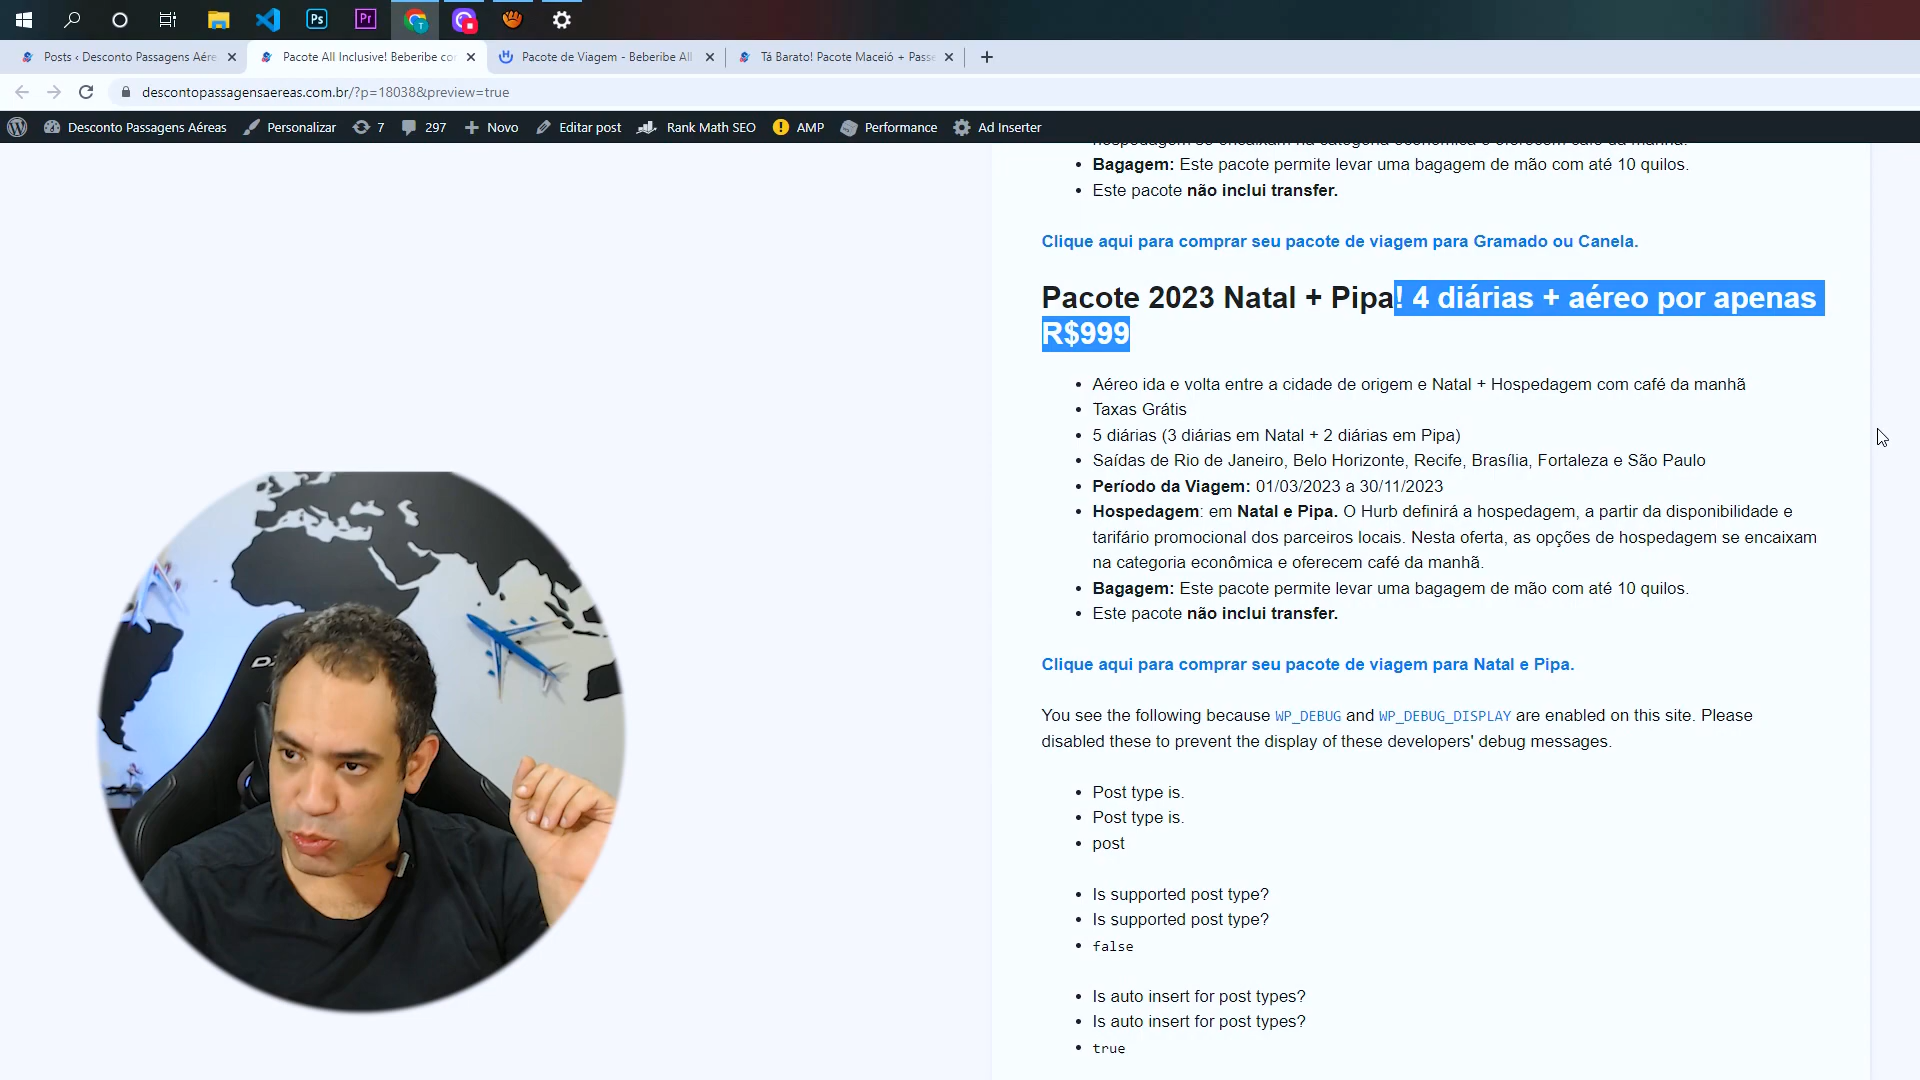 Ps
Pr
T
Posts ‹ Desconto Passagens Aére
Pacote All Inclusive! Beberibe cor
Pacote de Viagem - Beberibe All
Tá Barato! Pacote Maceió + Passa
descontopassagensaereas.com.br/?p=18038&preview=true
Desconto Passagens Aéreas
Personalizar
7
297
Novo
Editar post
Rank Math SEO
AMP
Performance
Ad Inserter
hospedagem se encaixam na categoria econômica e oferecem café da manhã.
• Bagagem: Este pacote permite levar uma bagagem de mão com até 10 quilos.
• Este pacote não inclui transfer.
Clique aqui para comprar seu pacote de viagem para Gramado ou Canela.
Pacote 2023 Natal + Pipa! 4 diárias + aéreo por apenas
R$999
• Aéreo ida e volta entre a cidade de origem e Natal + Hospedagem com café da manhã
• Taxas Grátis
• 5 diárias (3 diárias em Natal + 2 diárias em Pipa)
• Saídas de Rio de Janeiro, Belo Horizonte, Recife, Brasília, Fortaleza e São Paulo
• Período da Viagem: 01/03/2023 a 30/11/2023
• Hospedagem: em Natal e Pipa. O Hurb definirá a hospedagem, a partir da disponibilidade e
tarifário promocional dos parceiros locais. Nesta oferta, as opções de hospedagem se encaixam
na categoria econômica e oferecem café da manhã.
• Bagagem: Este pacote permite levar uma bagagem de mão com até 10 quilos.
• Este pacote não inclui transfer.
Clique aqui para comprar seu pacote de viagem para Natal e Pipa.
You see the following because WP_DEBUG and WP_DEBUG_DISPLAY are enabled on this site. Please
disabled these to prevent the display of these developers' debug messages.
• Post type is.
• Post type is.
• post
• Is supported post type?
• Is supported post type?
• false
• Is auto insert for post types?
• Is auto insert for post types?
• true